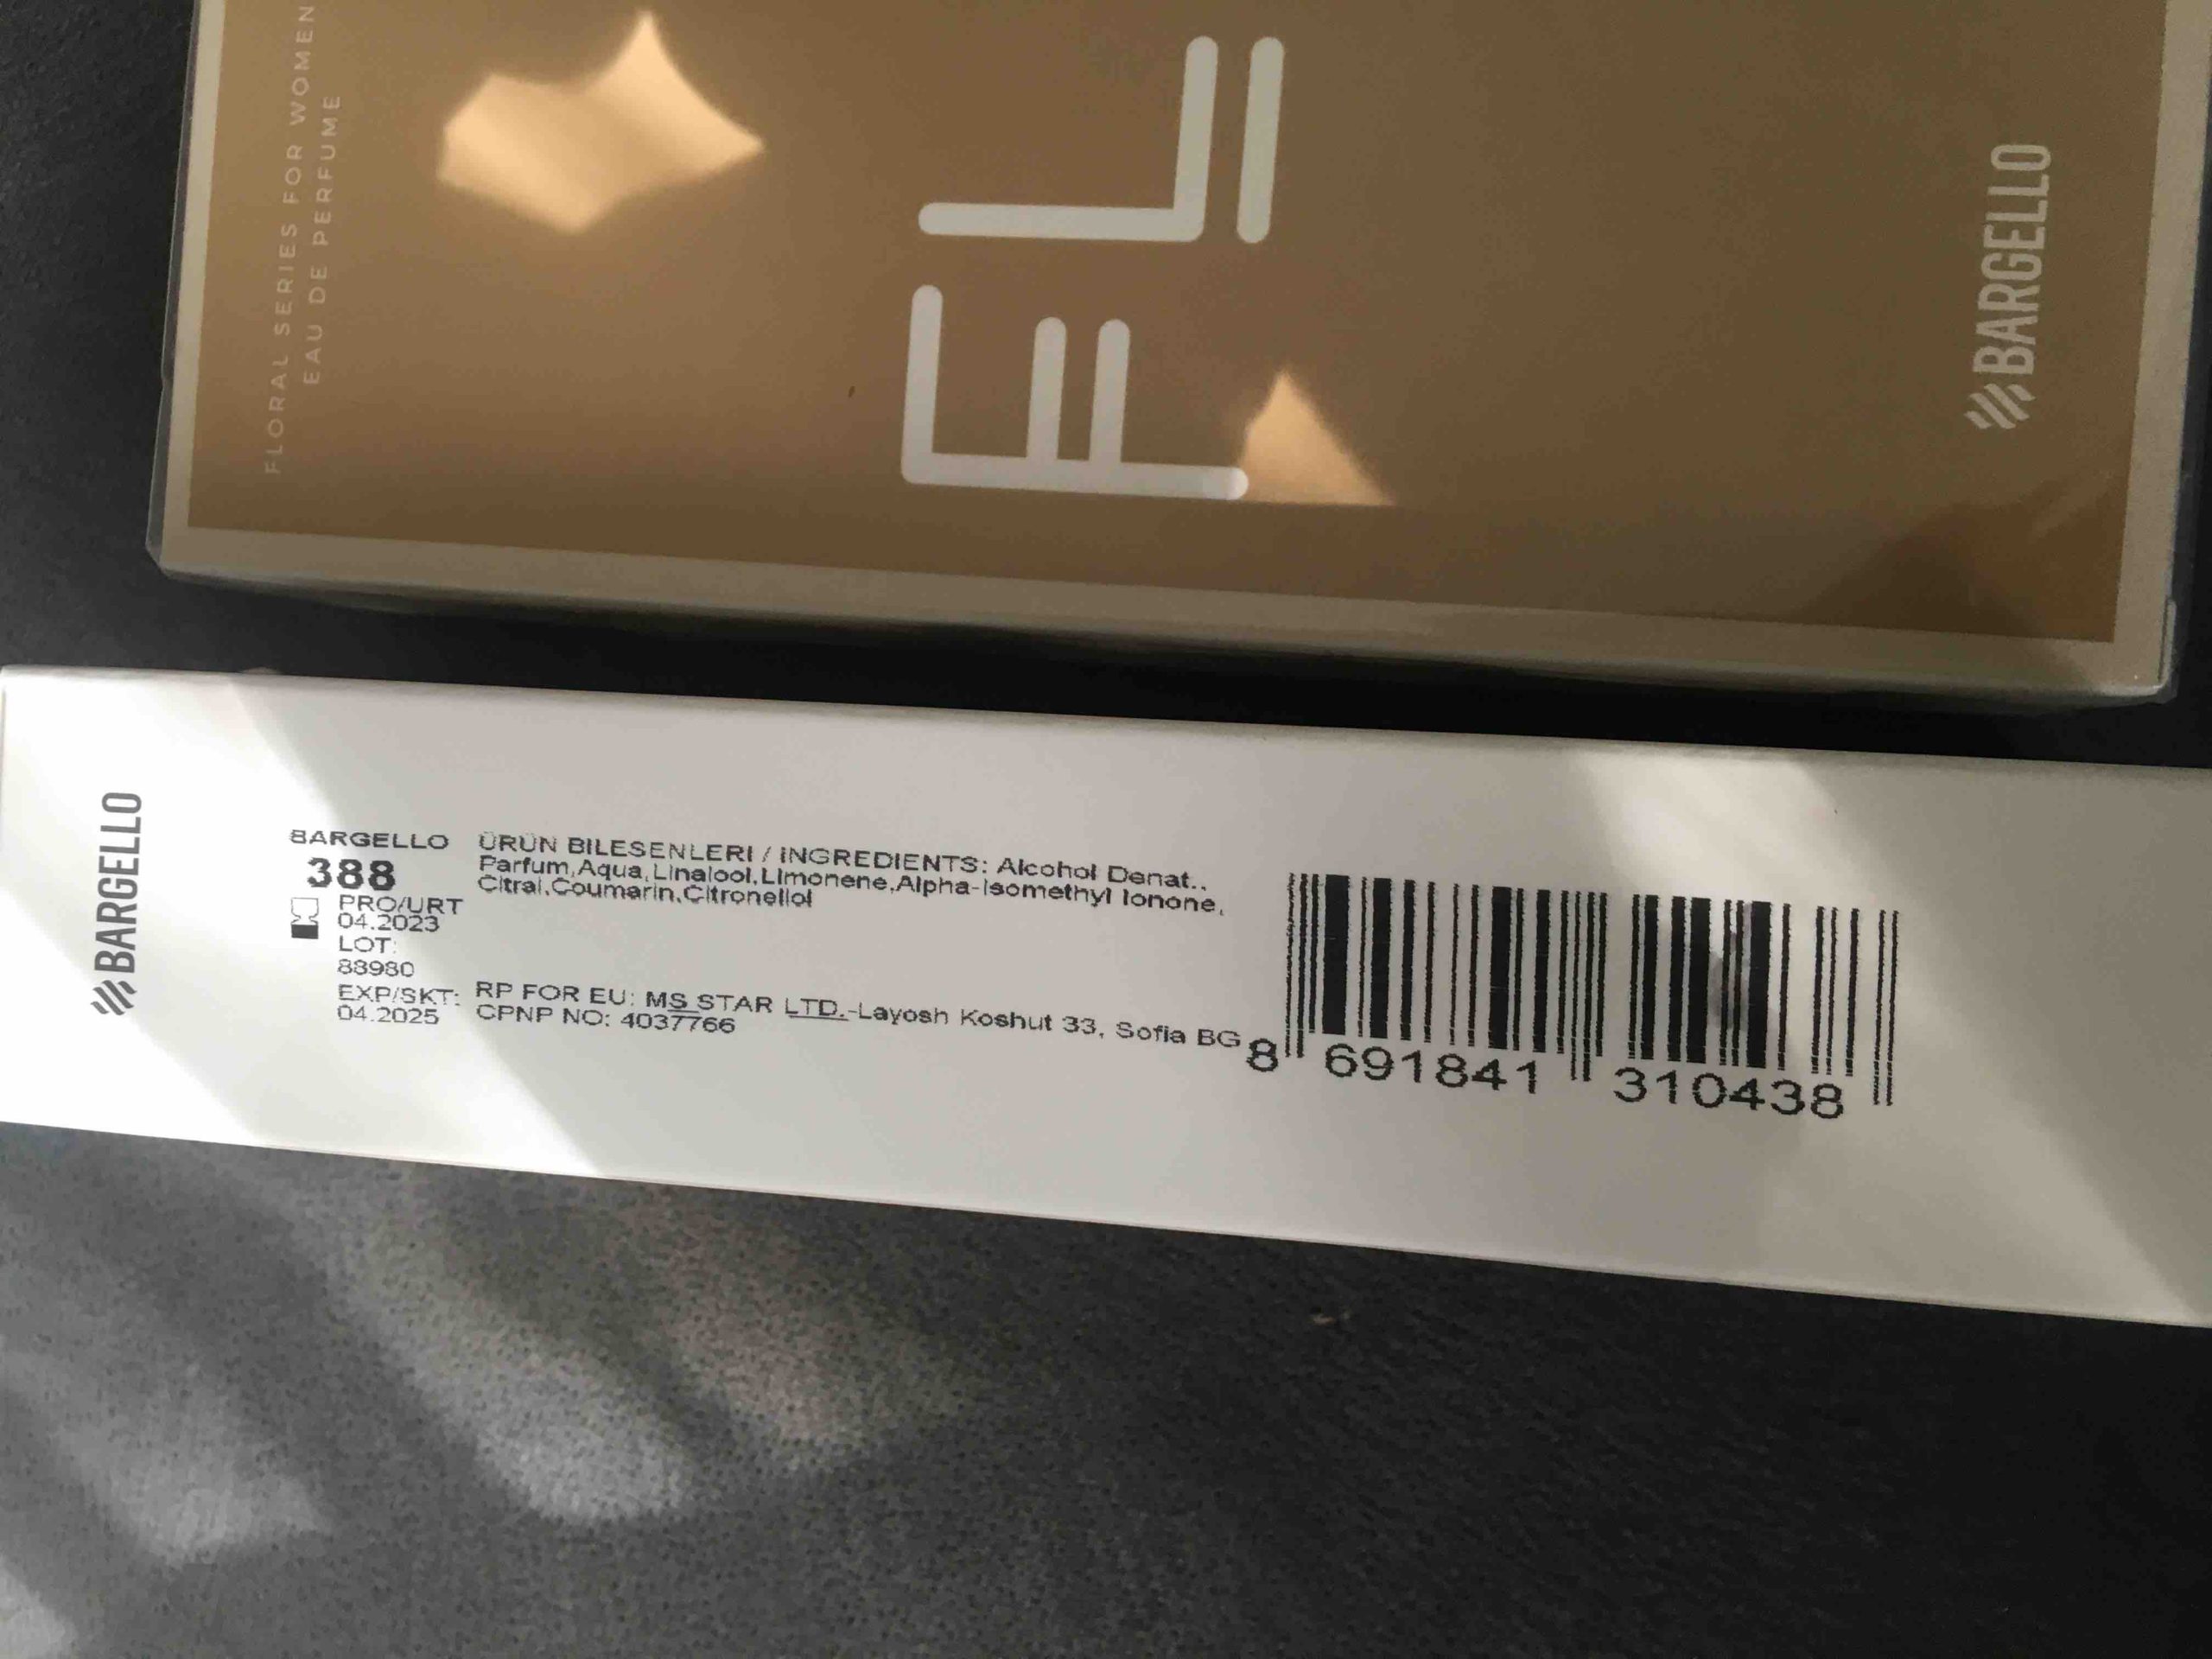 FLORAL SERIES FOR WOMEN
EAU DE PERFUME
BARGELLO
BARGELLO
BARGELLO
388
PRO/URT
04.2023
LOT:
88980
EXP/SKT:
04.2025
ÜRÜN BILESENLERI / INGREDIENTS: Alcohol Denat.,
Parfum,Aqua,Linalool,Limonene,Alpha-Isomethyl Ionone,
Citral,Coumarin,Citronellol
RP FOR EU: MS STAR LTD.-Layosh Koshut 33, Sofia BG
CPNP NO: 4037766
8 691841 310438